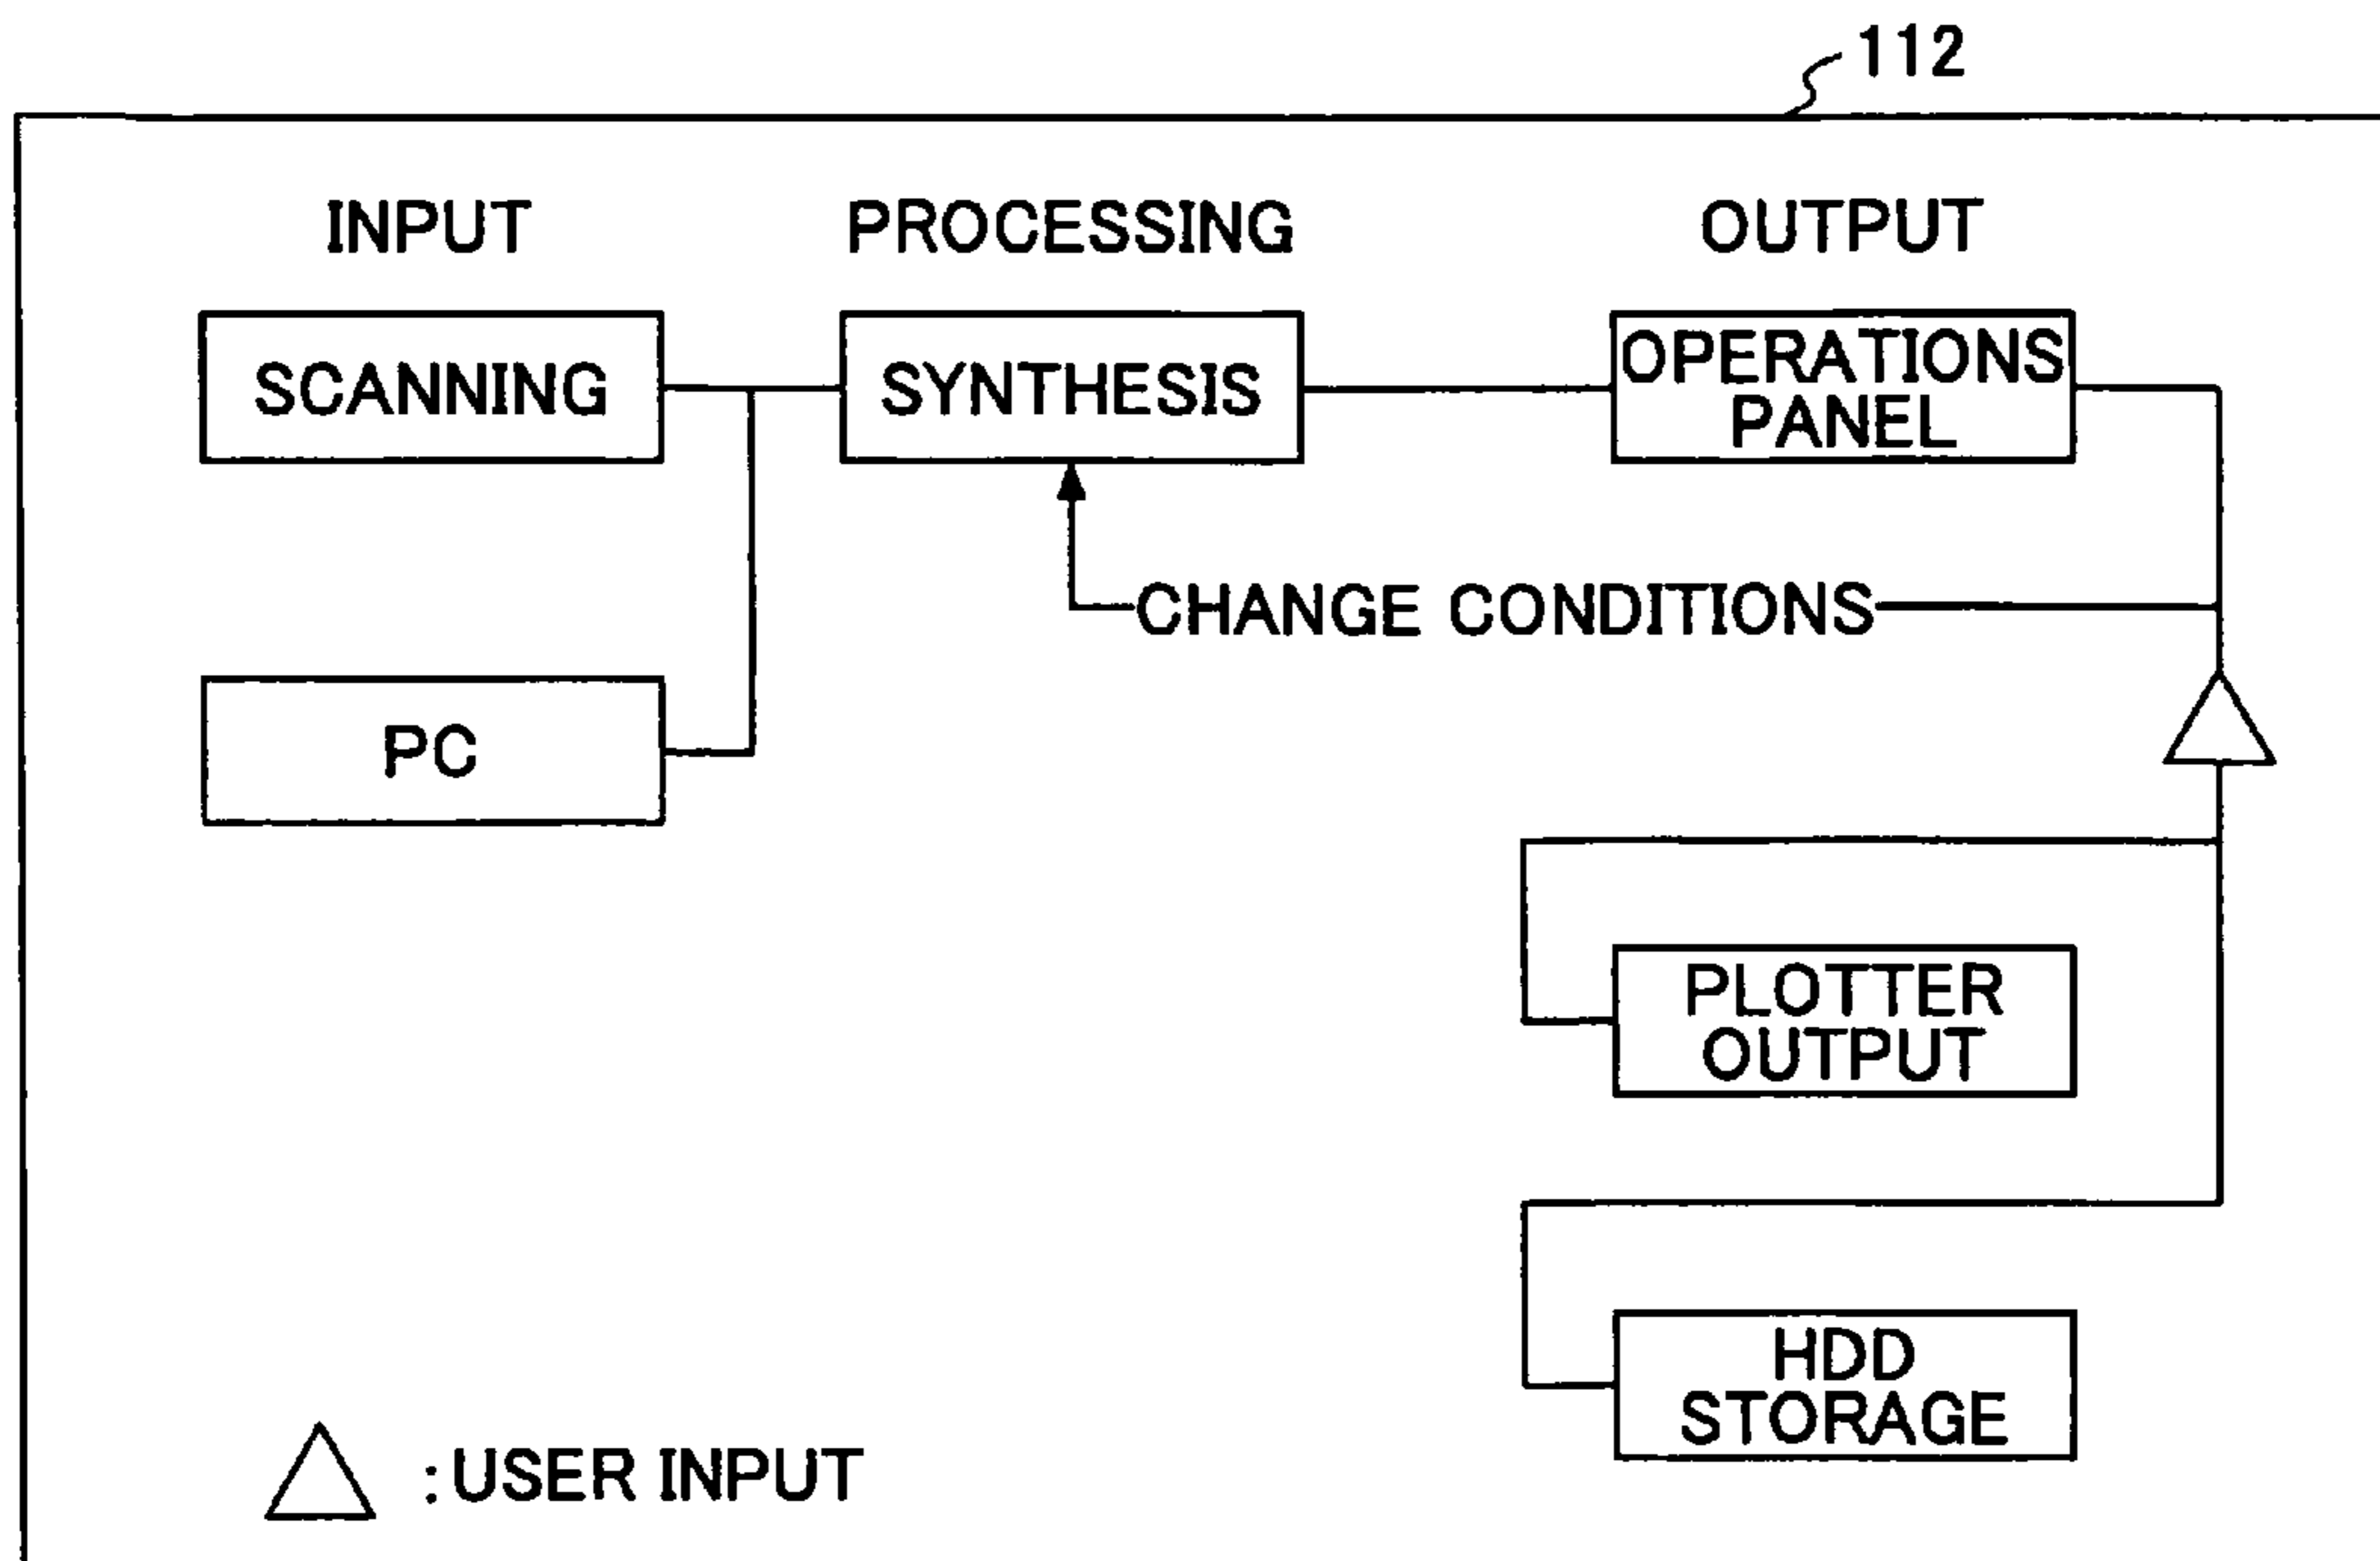 112
INPUT
PROCESSING
OUTPUT
SCANNING
SYNTHESIS
OPERATIONS
PANEL
CHANGE CONDITIONS
PC
PLOTTER
OUTPUT
HDD
STORAGE
: USER INPUT